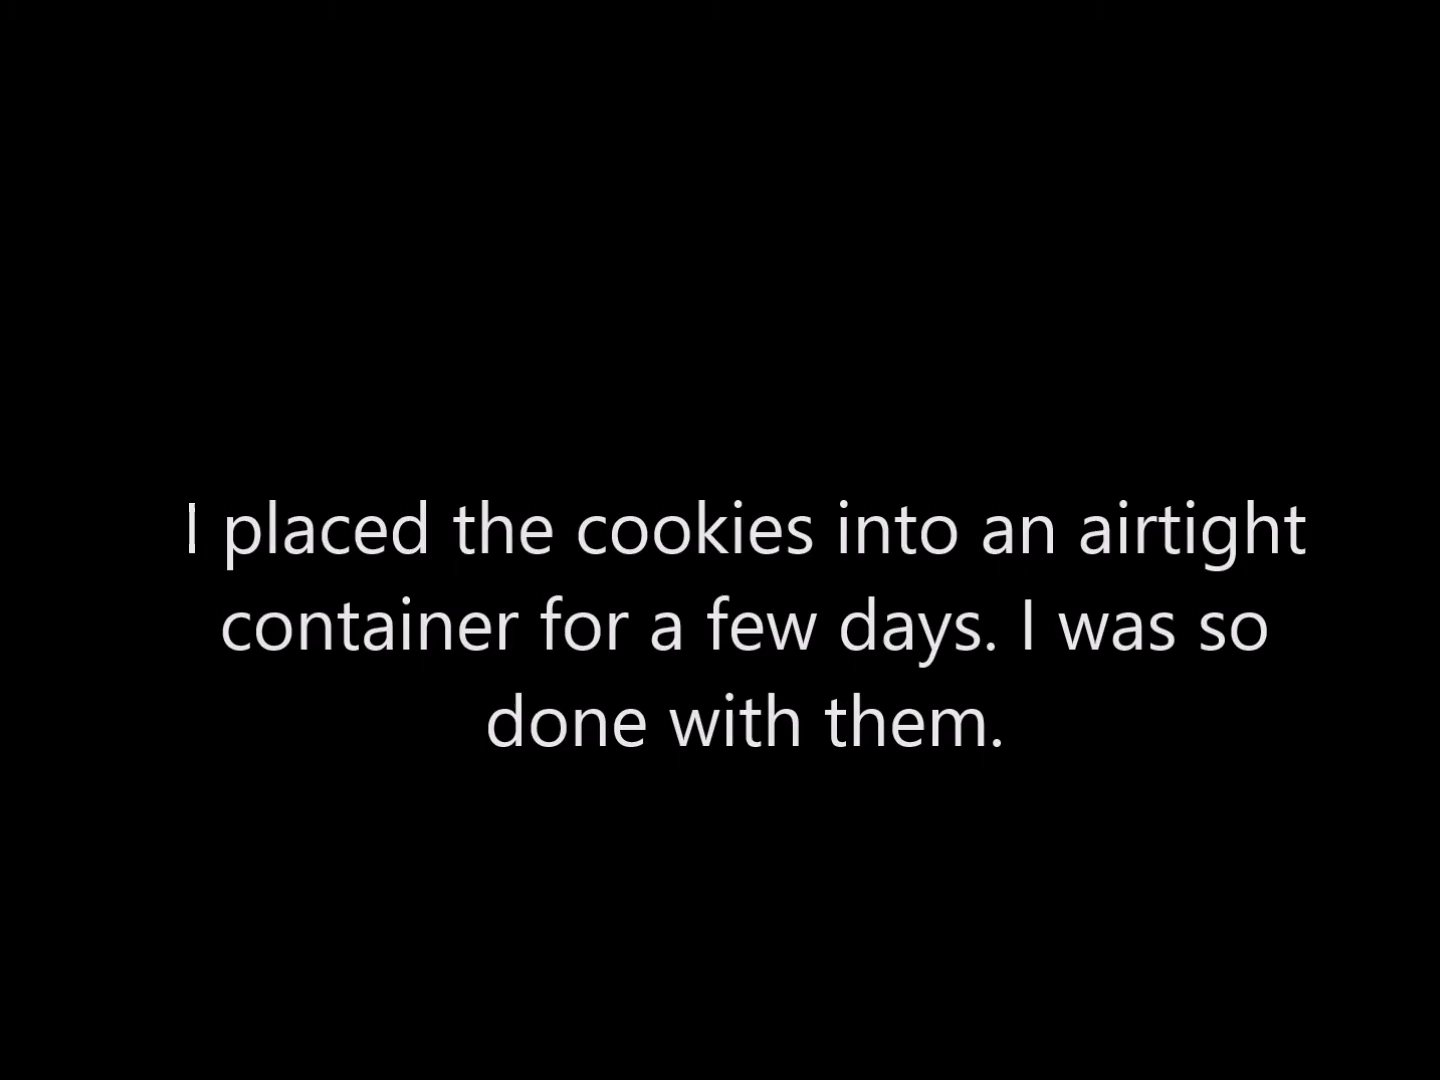 I placed the cookies into an airtight
container for a few days. I was so
done with them.